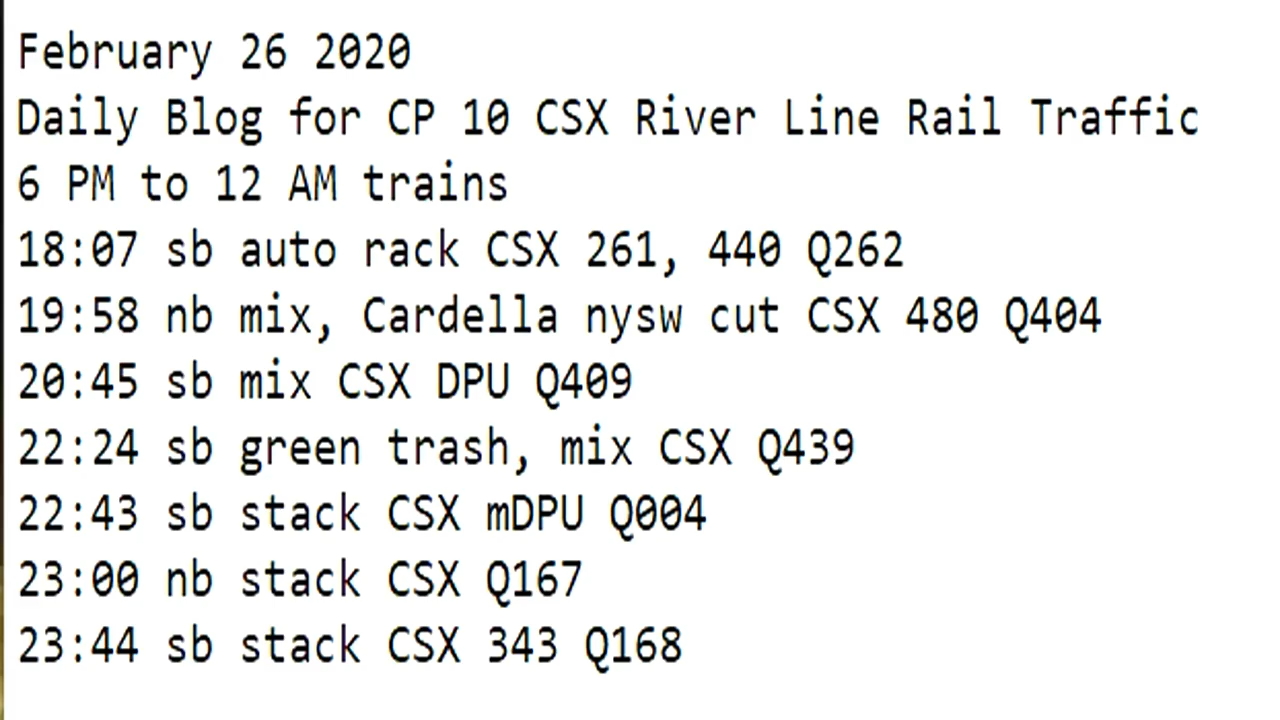 February 26 2020
Daily Blog for CP 10 CSX River Line Rail Traffic
6 PM to 12 AM trains
18:07 sb auto rack CSX 261, 440 Q262
19:58 nb mix, Cardella nysw cut CSX 480 Q404
20:45 sb mix CSX DPU Q409
22:24 sb green trash, mix CSX Q439
22:43 sb stack CSX mDPU Q004
23:00 nb stack CSX Q167
23:44 sb stack CSX 343 Q168